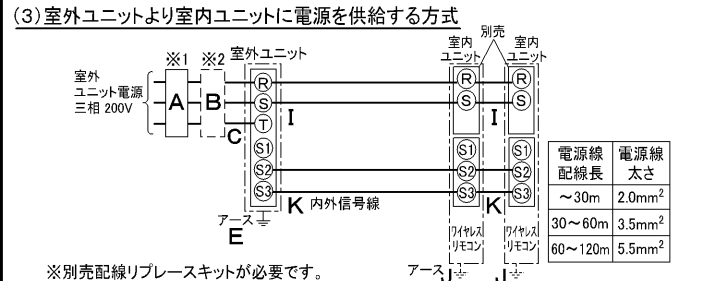 (3)室外ユニットより室内ユニットに電源を供給する方式
※1 ※2 室外ユニット
室内ユニット 別売 室内ユニット
室外
ユニット電源
三相 200V
A B C
R R R
S S S
T
I I
S1 S1 S1
S2 S2 S2
S3 S3 S3
K 内外信号線 K
アース
E
ワイヤレス
リモコン
ワイヤレス
リモコン
アース J J
電源線
配線長
電源線
太さ
～30m 2.0mm²
30～60m 3.5mm²
60～120m 5.5mm²
※別売配線リプレースキットが必要です。